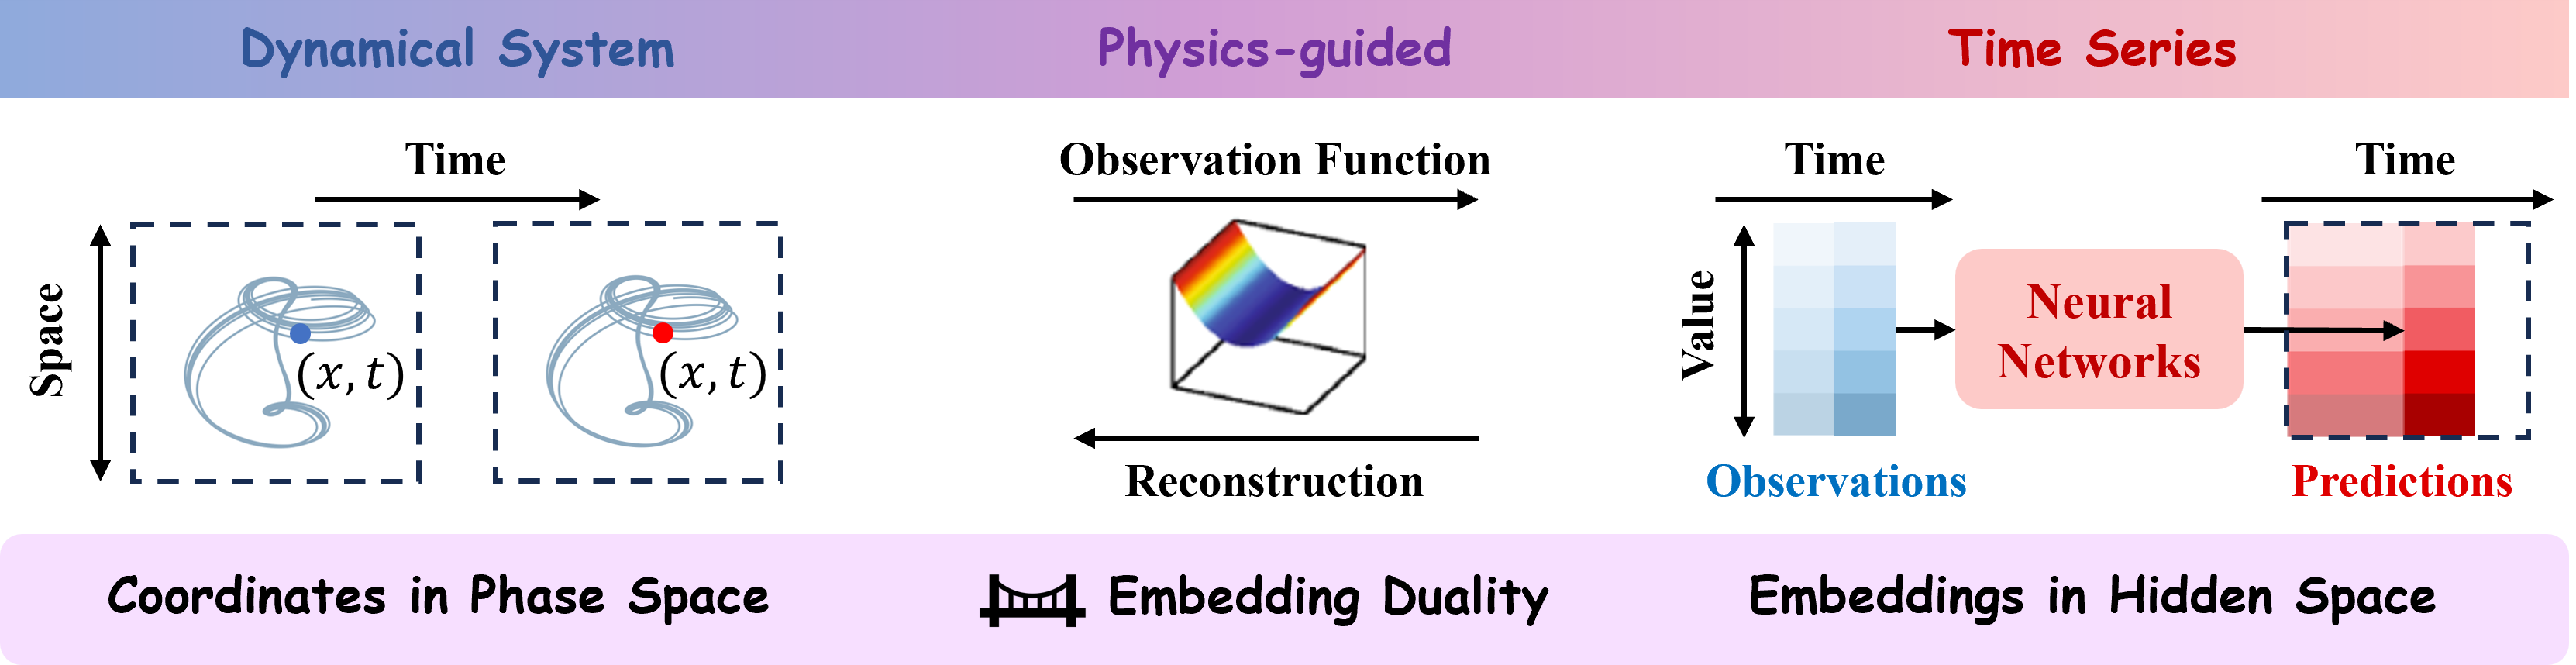 Dynamical System
Physics-guided
Time Series
Time
Space
(x, t)
(x, t)
Observation Function
Reconstruction
Time
Value
Observations
Neural
Networks
Time
Predictions
Coordinates in Phase Space
Embedding Duality
Embeddings in Hidden Space